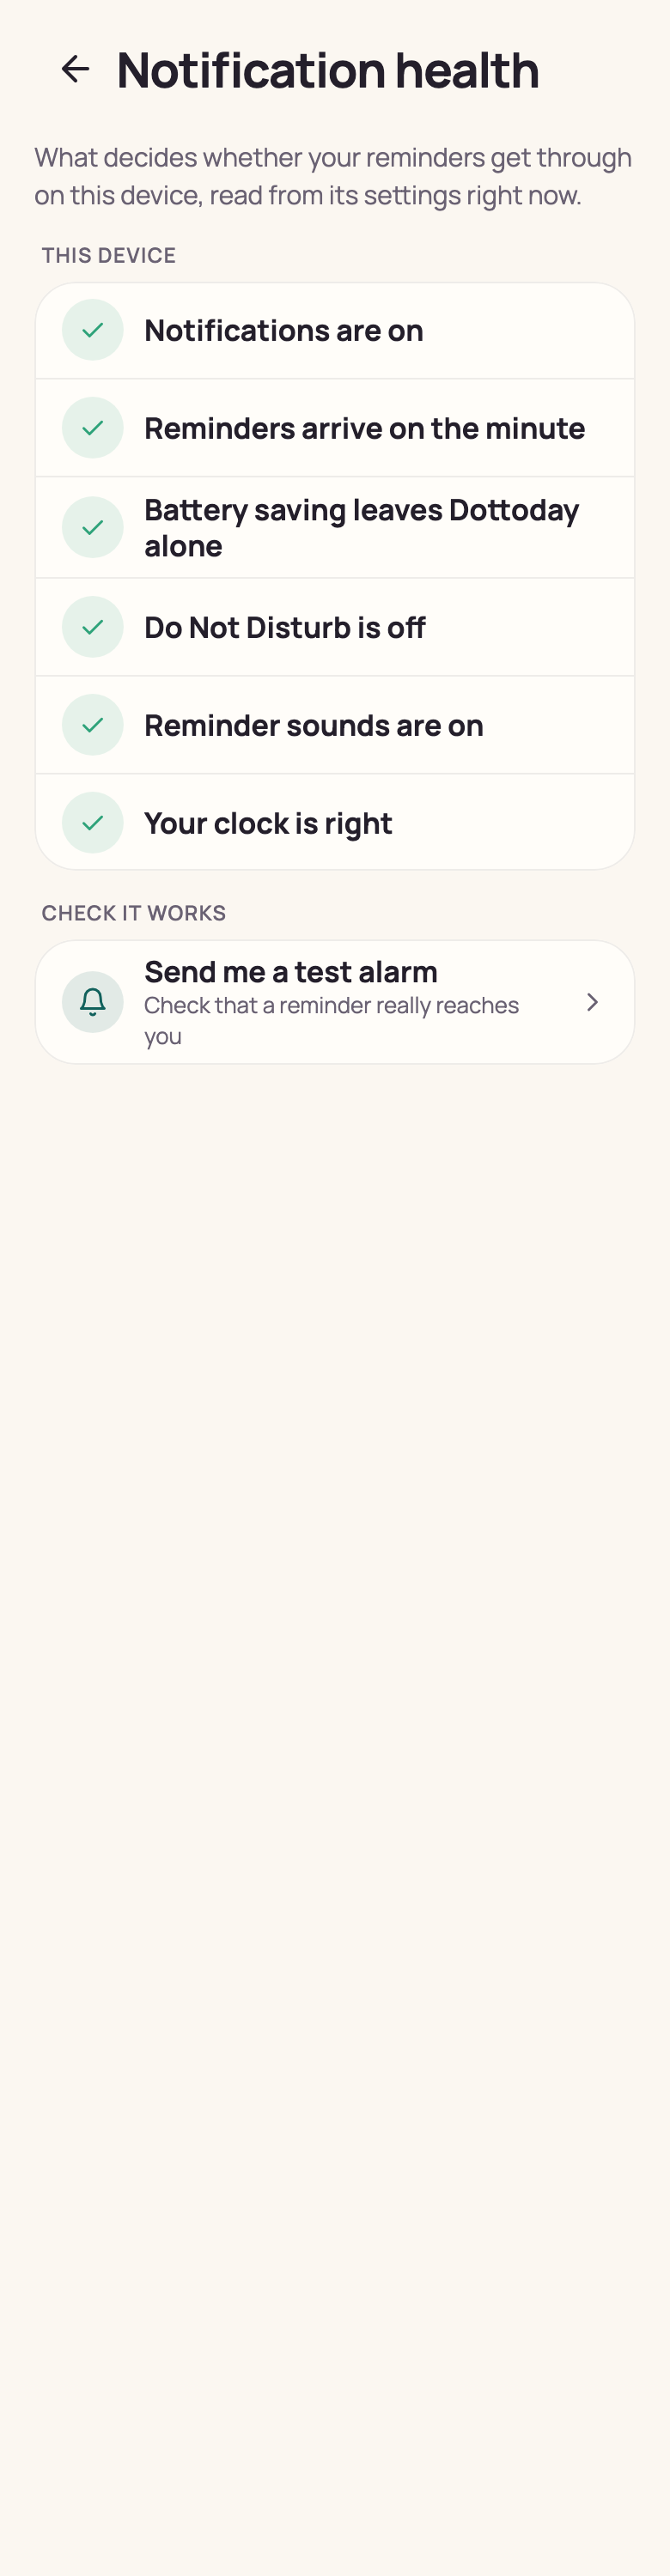 Notification health
What decides whether your reminders get through
on this device, read from its settings right now.
THIS DEVICE
Notifications are on
Reminders arrive on the minute
Battery saving leaves Dottoday
alone
Do Not Disturb is off
Reminder sounds are on
Your clock is right
CHECK IT WORKS
Send me a test alarm
Check that a reminder really reaches
you